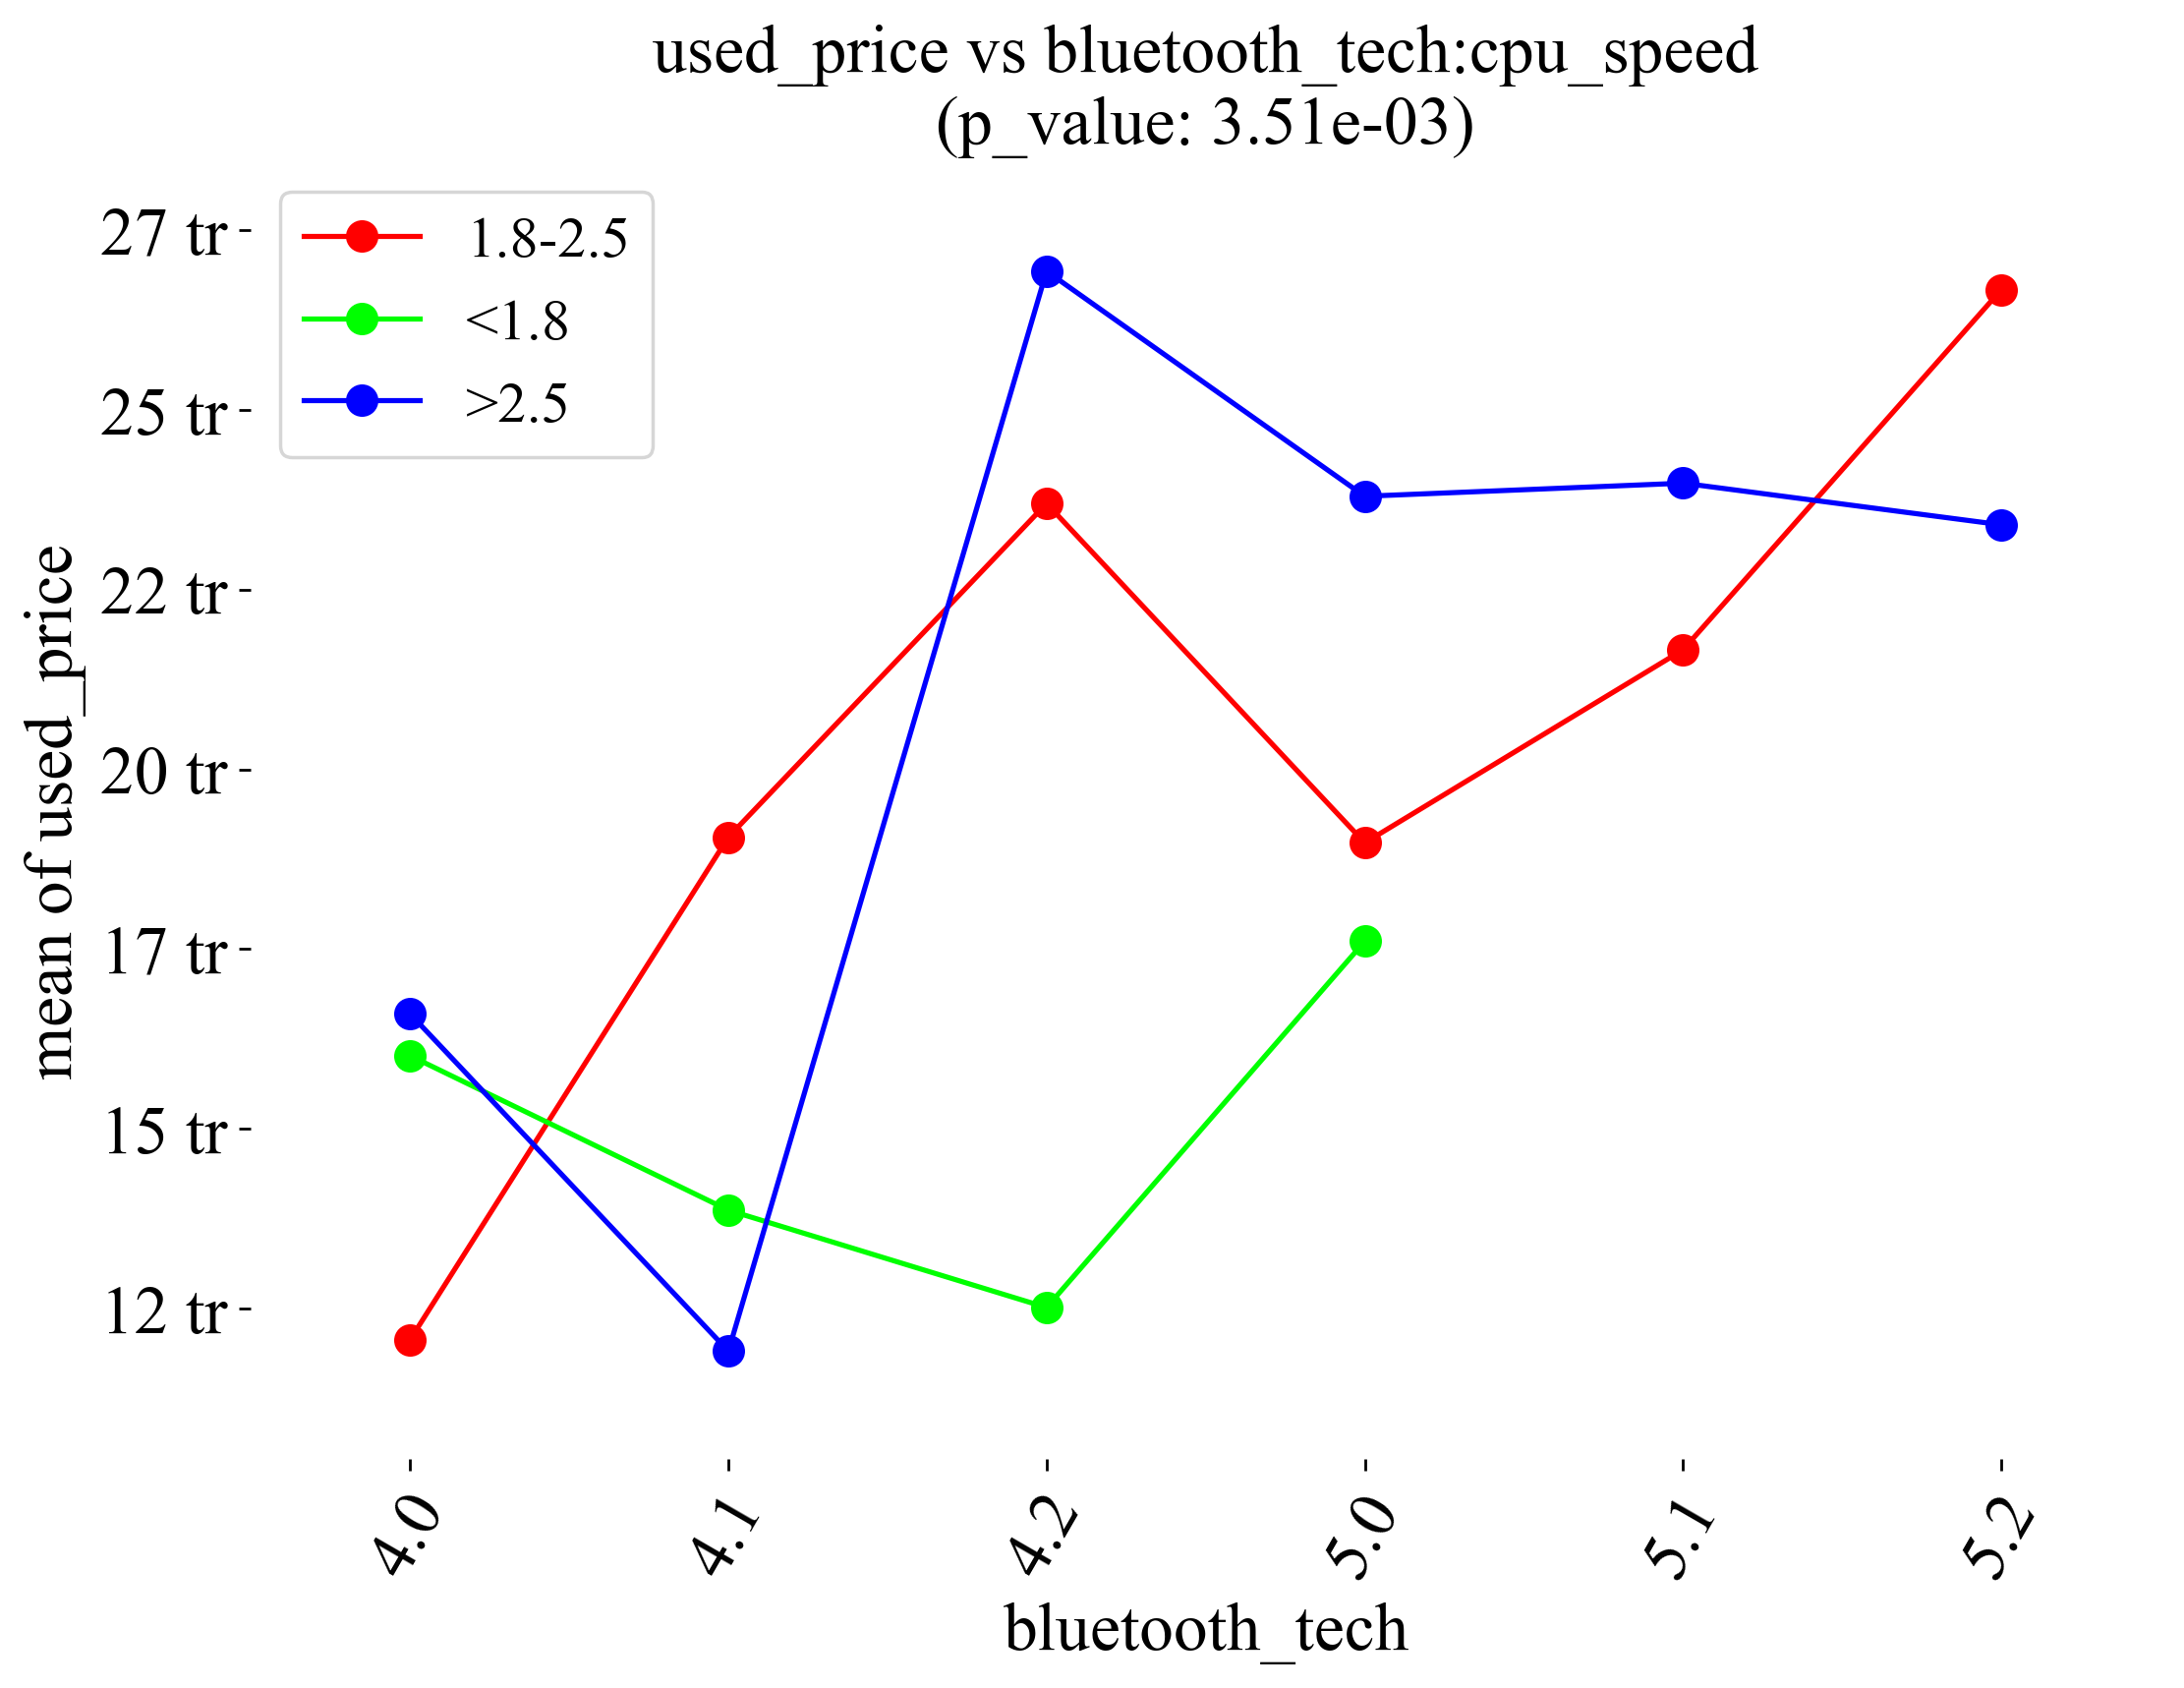 used_price vs bluetooth_tech:cpu_speed
(p_value: 3.51e-03)
1.8-2.5
<1.8
>2.5
27 tr
25 tr
22 tr
20 tr
17 tr
15 tr
12 tr
mean of used_price
4.0
4.1
4.2
5.0
5.1
5.2
bluetooth_tech